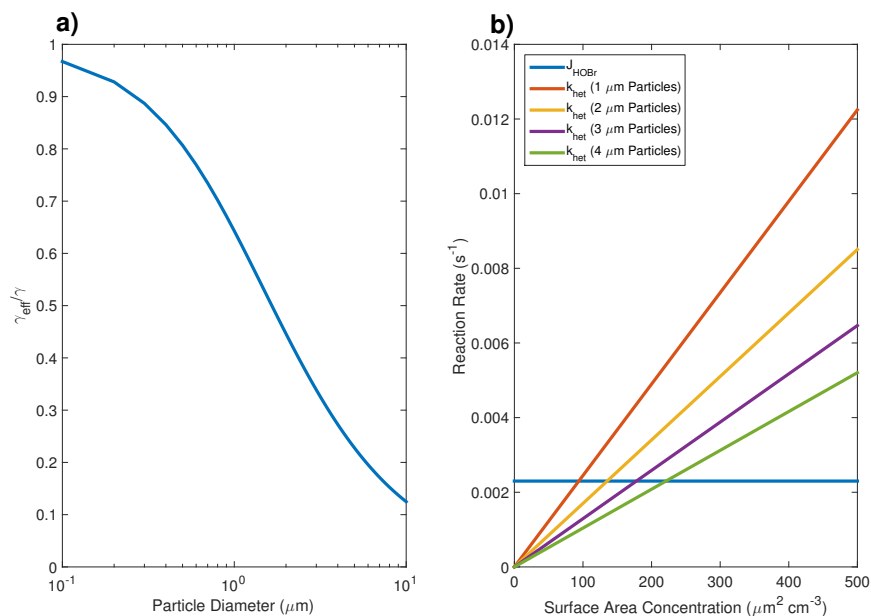 a)
1
0.9
0.8
0.7
0.6
0.5
0.4
0.3
0.2
0.1
0
γeff/γ
10-1 100 101
Particle Diameter (μm)
b)
0.014
0.012
0.01
0.008
0.006
0.004
0.002
0
Reaction Rate (s-1)
JHOBr
khet (1 μm Particles)
khet (2 μm Particles)
khet (3 μm Particles)
khet (4 μm Particles)
0 100 200 300 400 500
Surface Area Concentration (μm2 cm-3)